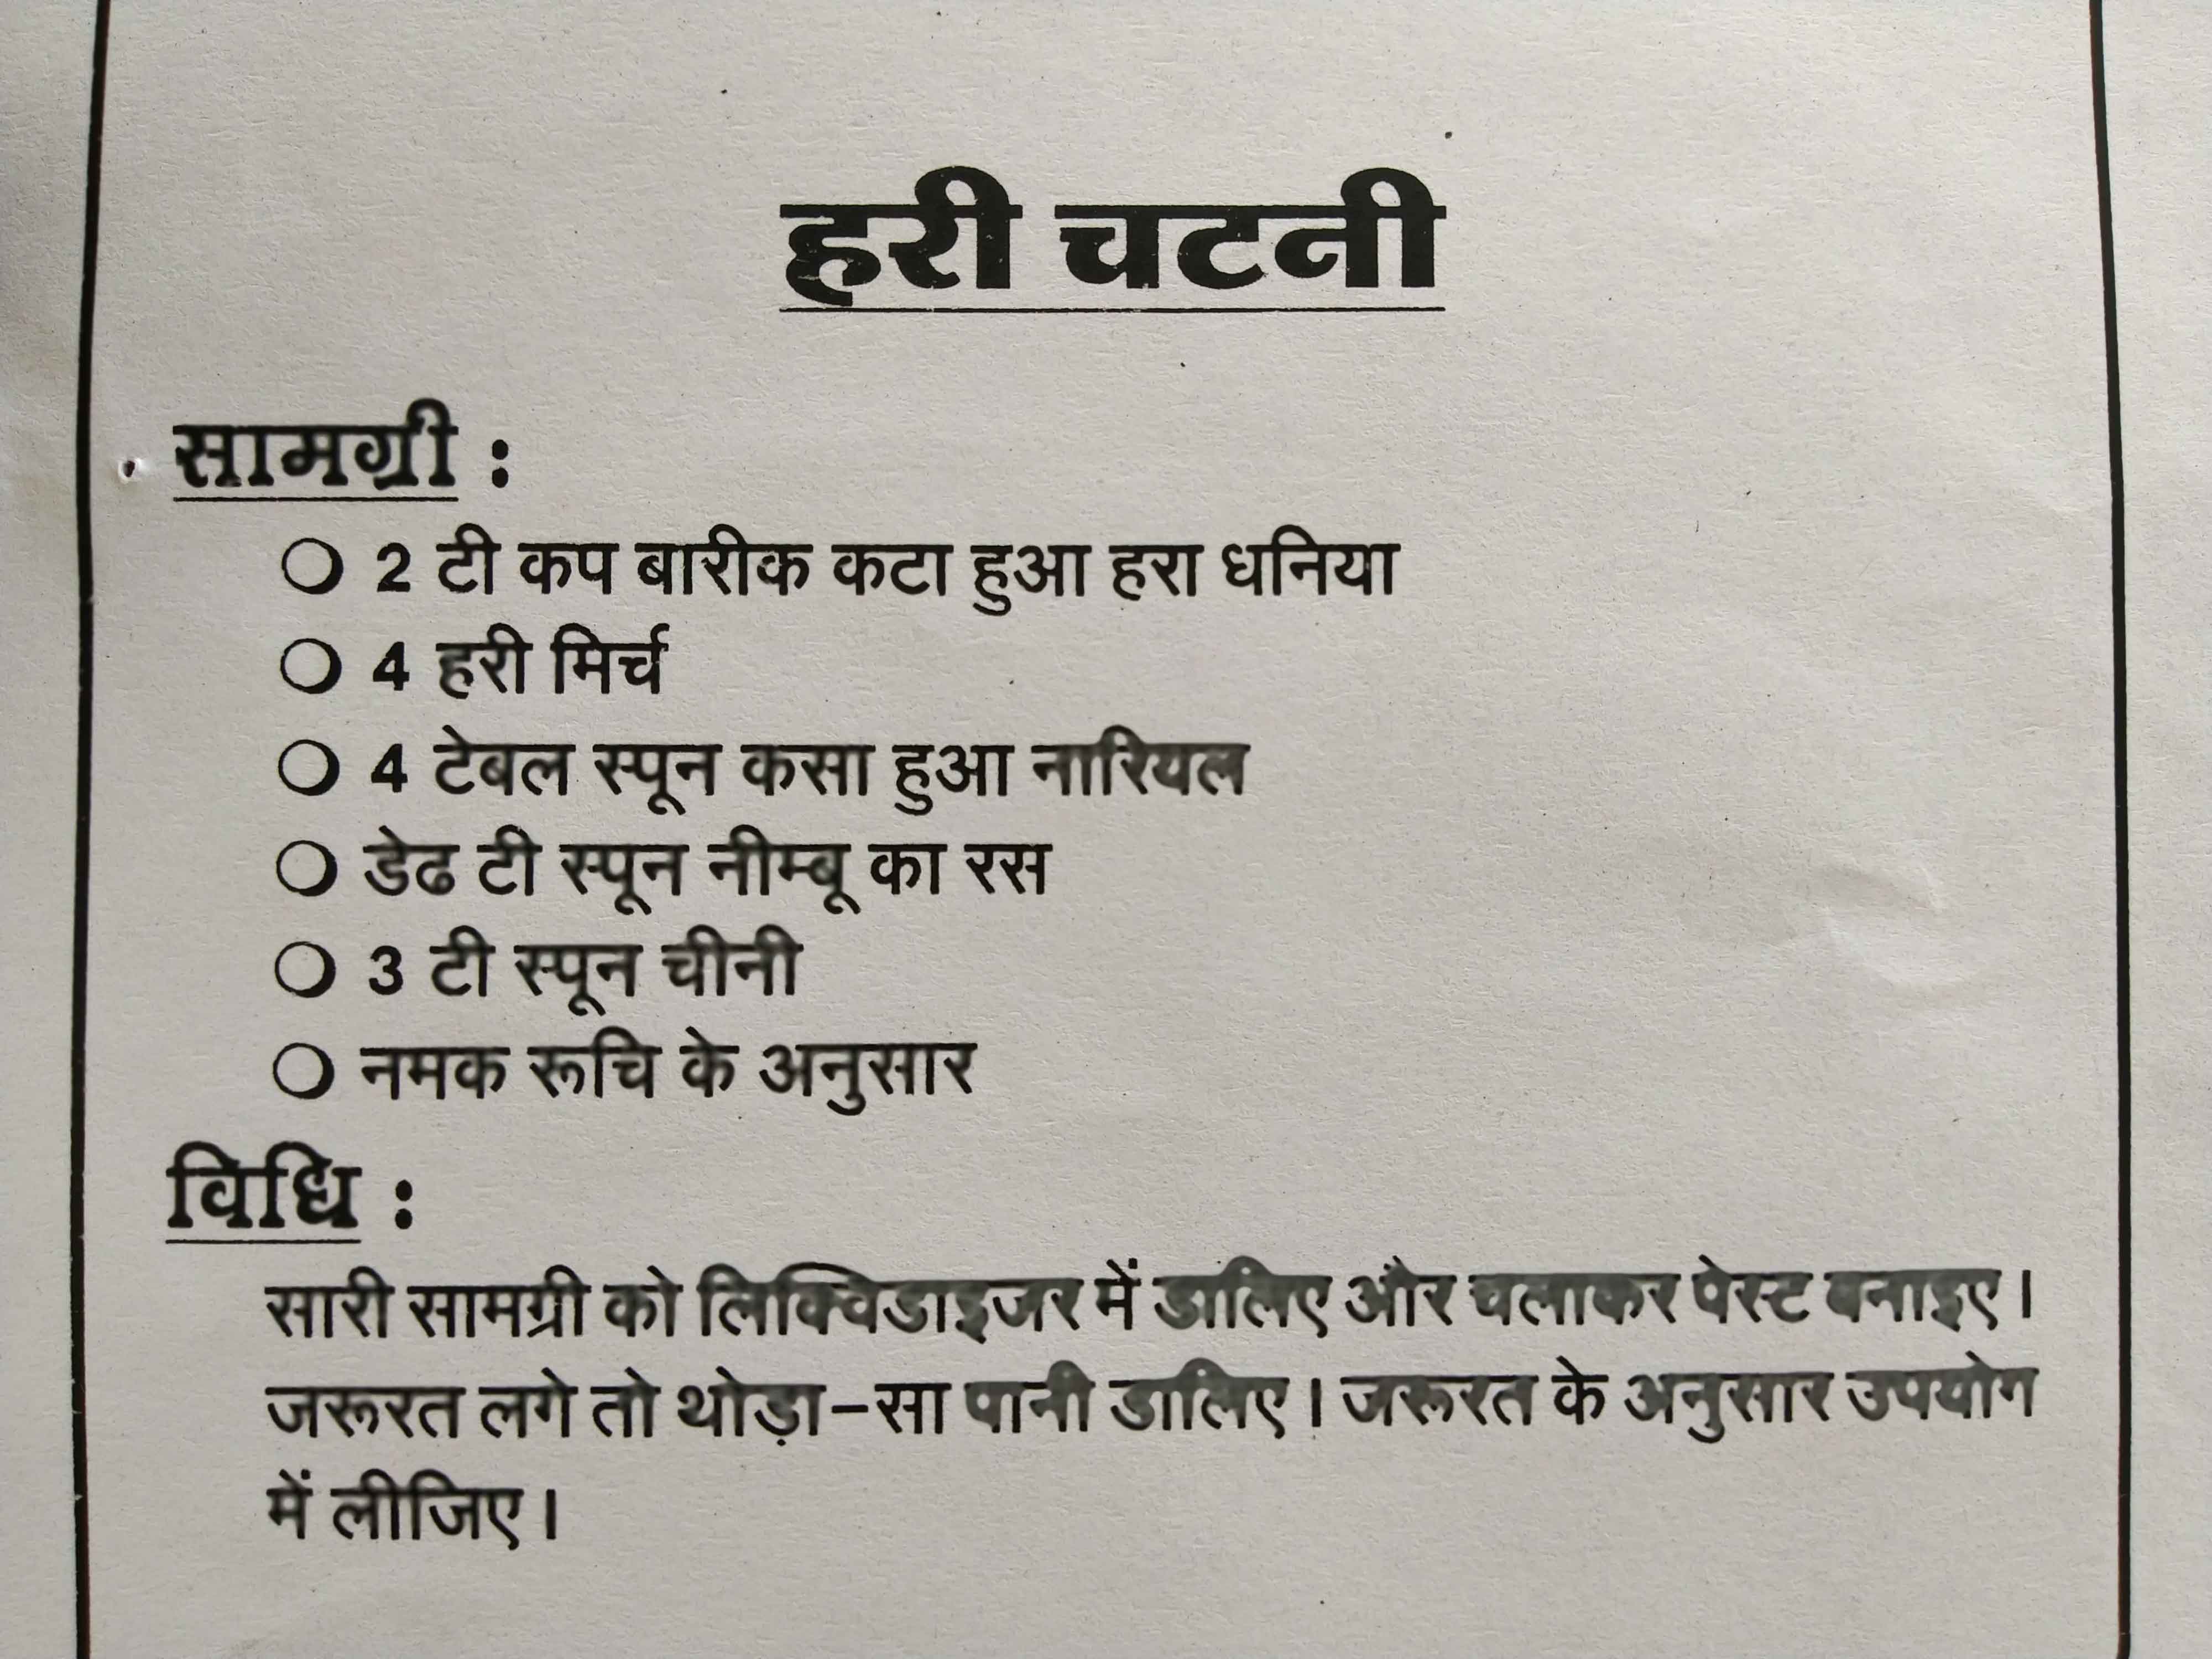 हरी चटनी
सामग्री :
○ 2 टी कप बारीक कटा हुआ हरा धनिया
○ 4 हरी मिर्च
○ 4 टेबल स्पून कसा हुआ नारियल
○ डेढ टी स्पून नीम्बू का रस
○ 3 टी स्पून चीनी
○ नमक रूचि के अनुसार
विधि :
सारी सामग्री को लिक्विडाइजर में डालिए और चलाकर पेस्ट बनाइए।
जरूरत लगे तो थोड़ा-सा पानी डालिए। जरूरत के अनुसार उपयोग
में लीजिए।